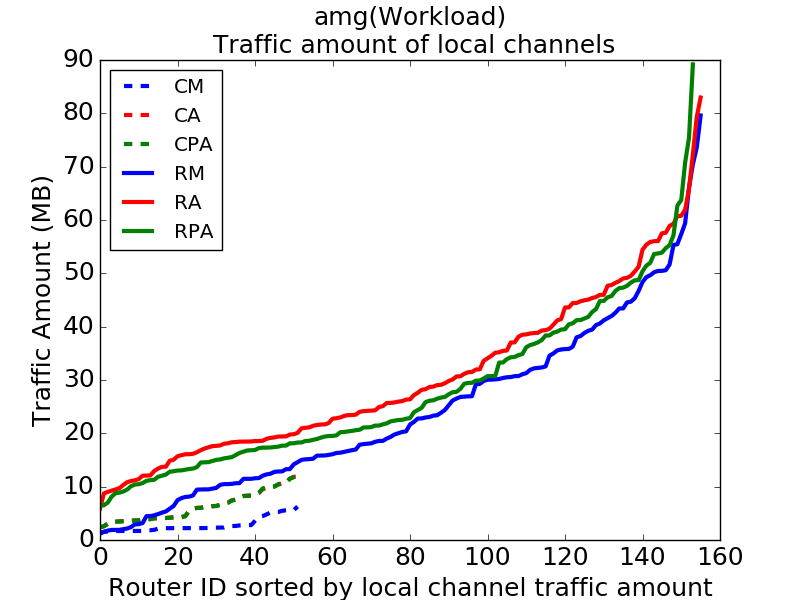 amg(Workload)
Traffic amount of local channels
Traffic Amount (MB)
90
80
70
60
50
40
30
20
10
0
CM
CA
CPA
RM
RA
RPA
0 20 40 60 80 100 120 140 160
Router ID sorted by local channel traffic amount